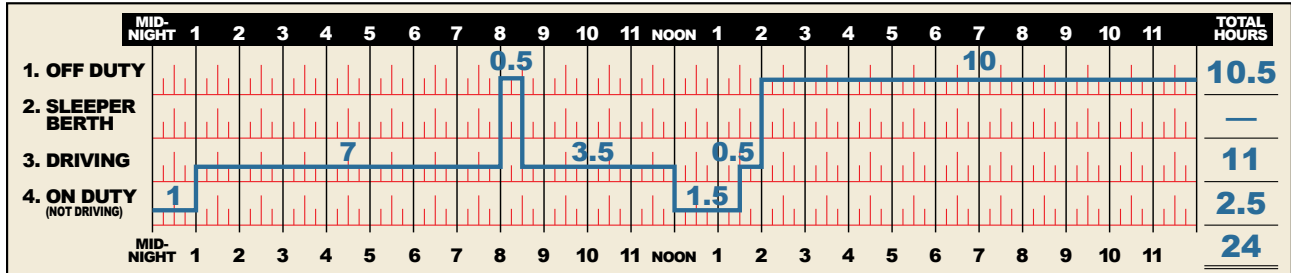 MID-NIGHT 1 2 3 4 5 6 7 8 9 10 11 NOON 1 2 3 4 5 6 7 8 9 10 11 TOTAL HOURS
0.5 10
1. OFF DUTY 10.5
2. SLEEPER BERTH —
7 3.5 0.5
3. DRIVING 11
1 1.5
4. ON DUTY 2.5
(NOT DRIVING)
MID-NIGHT 1 2 3 4 5 6 7 8 9 10 11 NOON 1 2 3 4 5 6 7 8 9 10 11 24